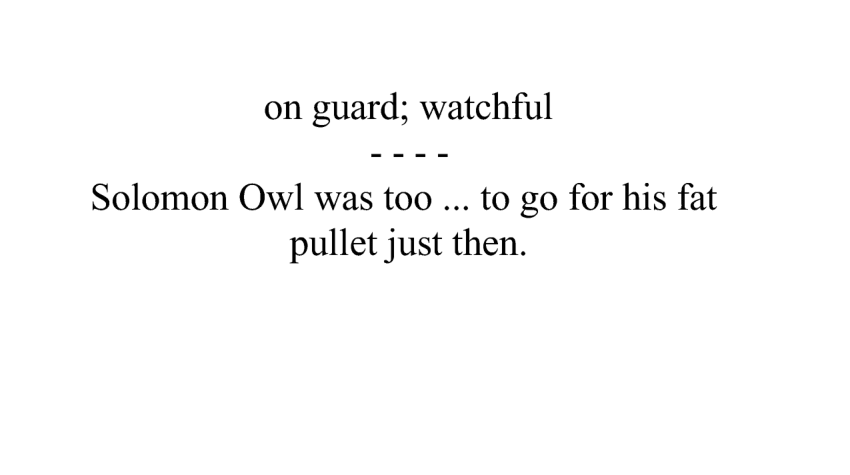 on guard; watchful
- - - -
Solomon Owl was too ... to go for his fat
pullet just then.